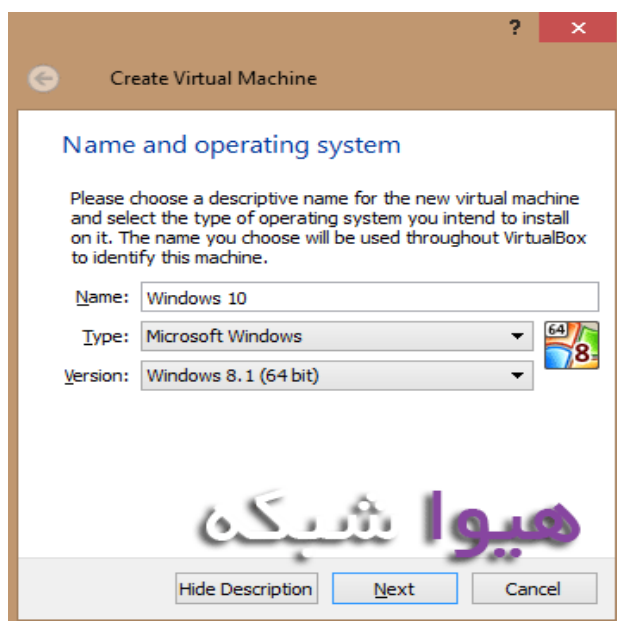 ?
Create Virtual Machine
Name and operating system
Please choose a descriptive name for the new virtual machine
and select the type of operating system you intend to install
on it. The name you choose will be used throughout VirtualBox
to identify this machine.
Name: Windows 10
Type: Microsoft Windows
64
8
Version: Windows 8.1 (64 bit)
هیوا شبکه
Hide Description Next Cancel